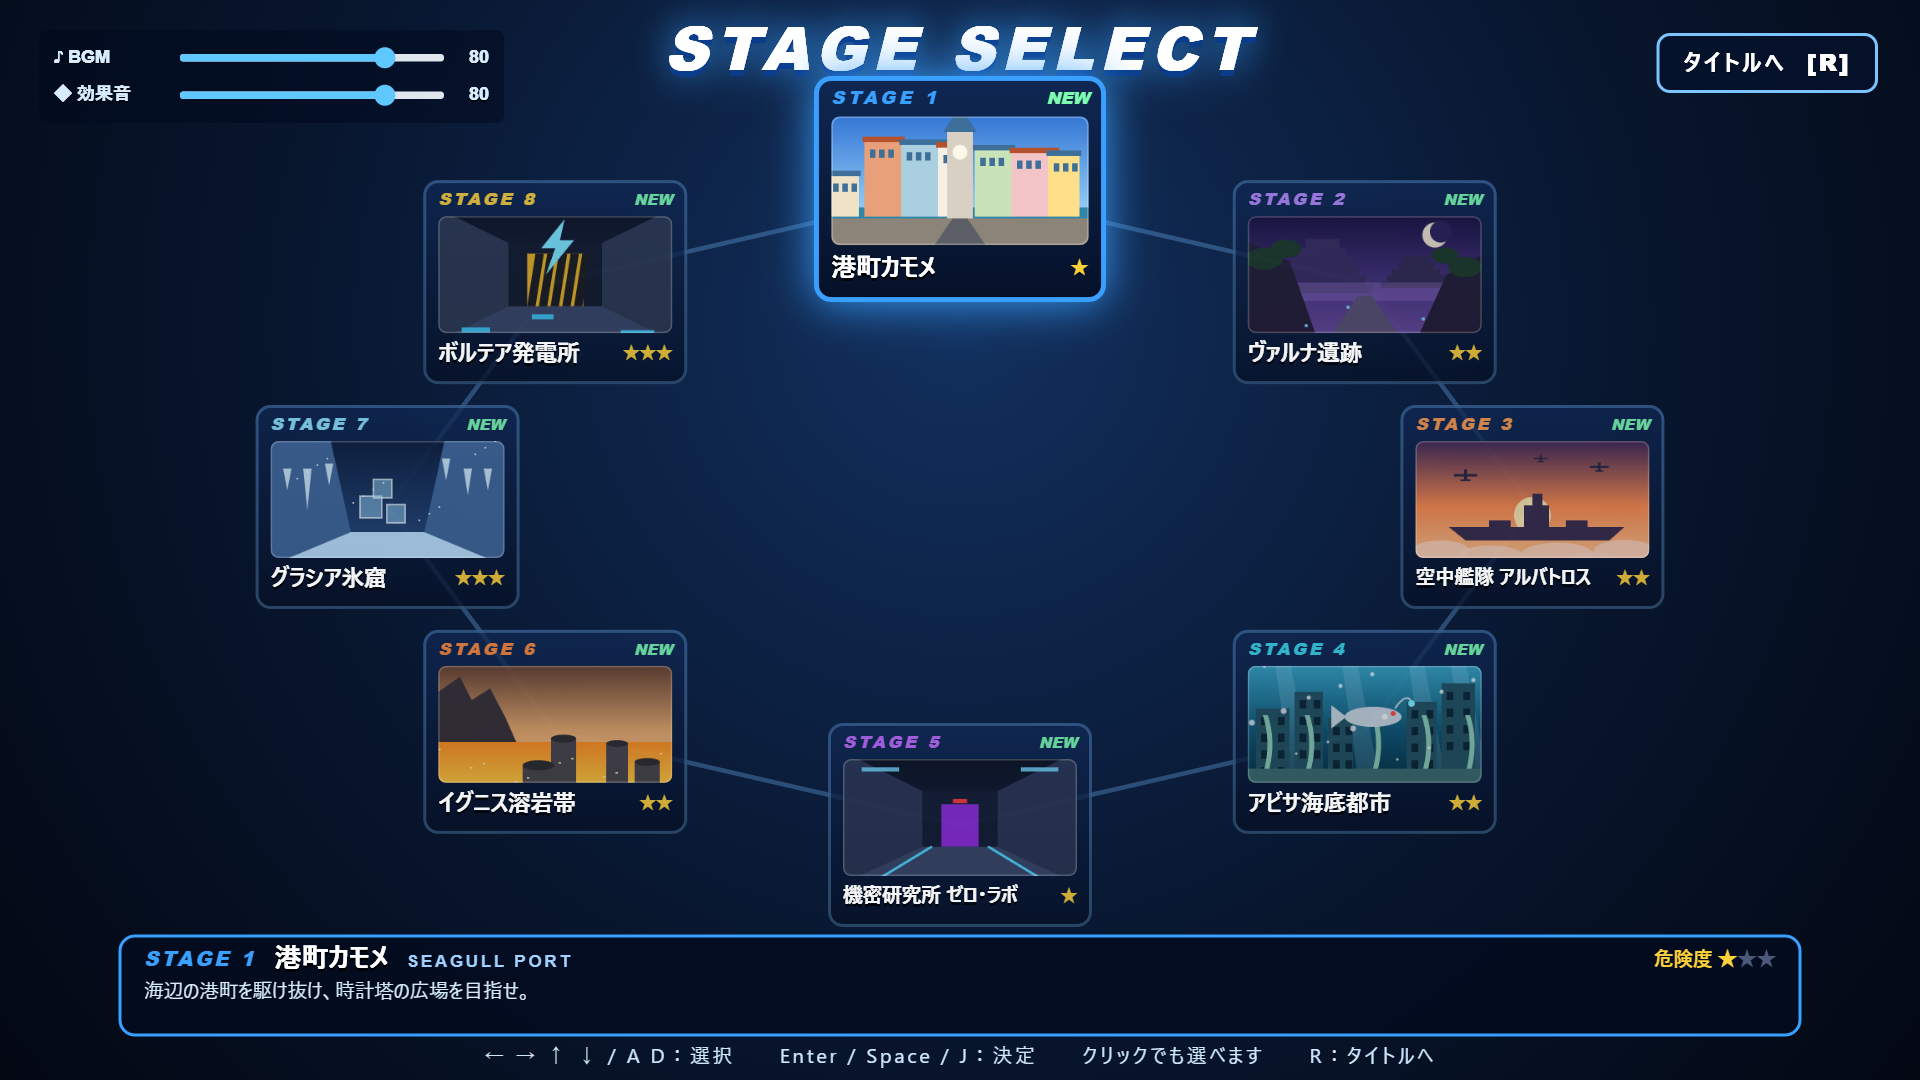 STAGE SELECT
♪ BGM 80
◆ 効果音 80
タイトルへ [R]
STAGE 1 NEW
港町カモメ ★
STAGE 8 NEW
ボルテア発電所 ★★★
STAGE 2 NEW
ヴァルナ遺跡 ★★
STAGE 7 NEW
グラシア氷窟 ★★★
STAGE 3 NEW
空中艦隊 アルバトロス ★★
STAGE 6 NEW
イグニス溶岩帯 ★★
STAGE 4 NEW
アビサ海底都市 ★★
STAGE 5 NEW
機密研究所 ゼロ・ラボ ★
STAGE 1 港町カモメ SEAGULL PORT 危険度 ★★★
海辺の港町を駆け抜け、時計塔の広場を目指せ。
← → ↑ ↓ / A D：選択 Enter / Space / J：決定 クリックでも選べます R：タイトルへ